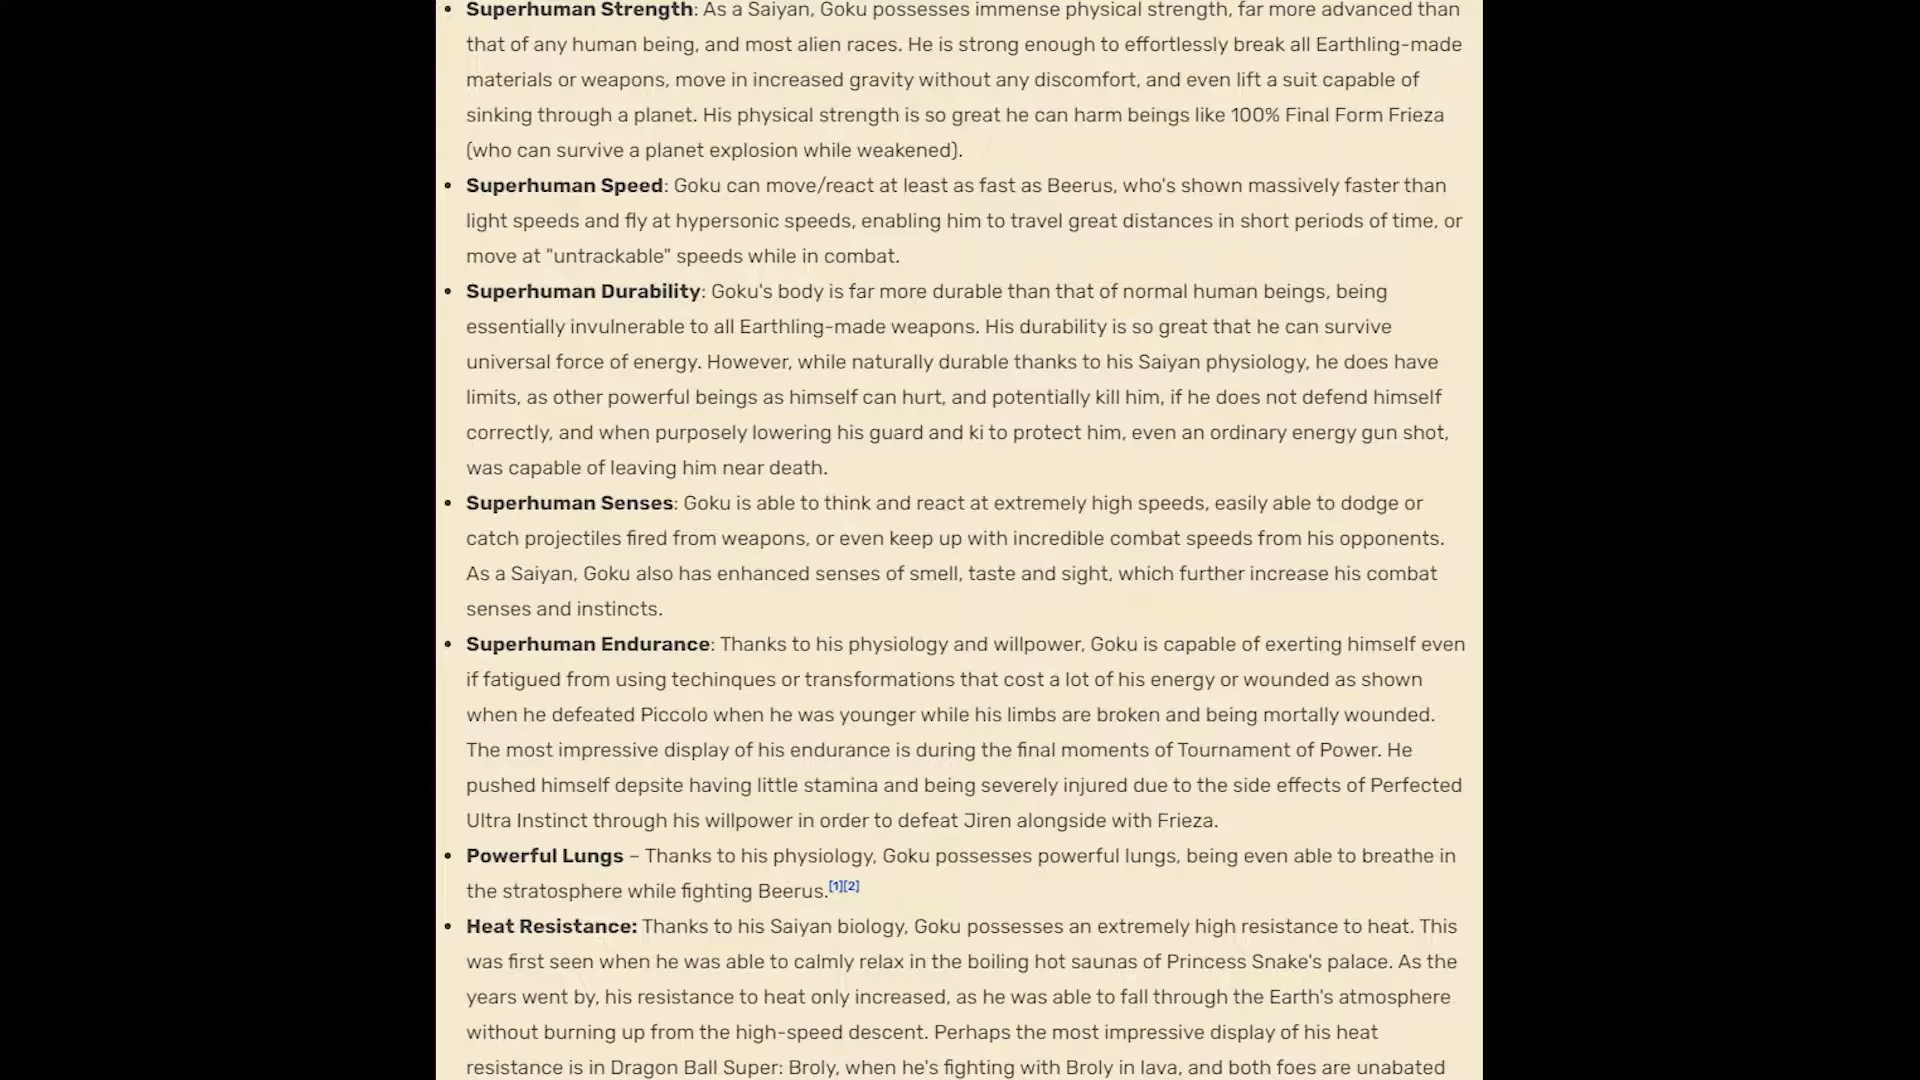 • Superhuman Strength: As a Saiyan, Goku possesses immense physical strength, far more advanced than
that of any human being, and most alien races. He is strong enough to effortlessly break all Earthling-made
materials or weapons, move in increased gravity without any discomfort, and even lift a suit capable of
sinking through a planet. His physical strength is so great he can harm beings like 100% Final Form Frieza
(who can survive a planet explosion while weakened).
• Superhuman Speed: Goku can move/react at least as fast as Beerus, who's shown massively faster than
light speeds and fly at hypersonic speeds, enabling him to travel great distances in short periods of time, or
move at "untrackable" speeds while in combat.
• Superhuman Durability: Goku's body is far more durable than that of normal human beings, being
essentially invulnerable to all Earthling-made weapons. His durability is so great that he can survive
universal force of energy. However, while naturally durable thanks to his Saiyan physiology, he does have
limits, as other powerful beings as himself can hurt, and potentially kill him, if he does not defend himself
correctly, and when purposely lowering his guard and ki to protect him, even an ordinary energy gun shot,
was capable of leaving him near death.
• Superhuman Senses: Goku is able to think and react at extremely high speeds, easily able to dodge or
catch projectiles fired from weapons, or even keep up with incredible combat speeds from his opponents.
As a Saiyan, Goku also has enhanced senses of smell, taste and sight, which further increase his combat
senses and instincts.
• Superhuman Endurance: Thanks to his physiology and willpower, Goku is capable of exerting himself even
if fatigued from using techinques or transformations that cost a lot of his energy or wounded as shown
when he defeated Piccolo when he was younger while his limbs are broken and being mortally wounded.
The most impressive display of his endurance is during the final moments of Tournament of Power. He
pushed himself depsite having little stamina and being severely injured due to the side effects of Perfected
Ultra Instinct through his willpower in order to defeat Jiren alongside with Frieza.
• Powerful Lungs – Thanks to his physiology, Goku possesses powerful lungs, being even able to breathe in
the stratosphere while fighting Beerus.[1][2]
• Heat Resistance: Thanks to his Saiyan biology, Goku possesses an extremely high resistance to heat. This
was first seen when he was able to calmly relax in the boiling hot saunas of Princess Snake's palace. As the
years went by, his resistance to heat only increased, as he was able to fall through the Earth's atmosphere
without burning up from the high-speed descent. Perhaps the most impressive display of his heat
resistance is in Dragon Ball Super: Broly, when he's fighting with Broly in lava, and both foes are unabated